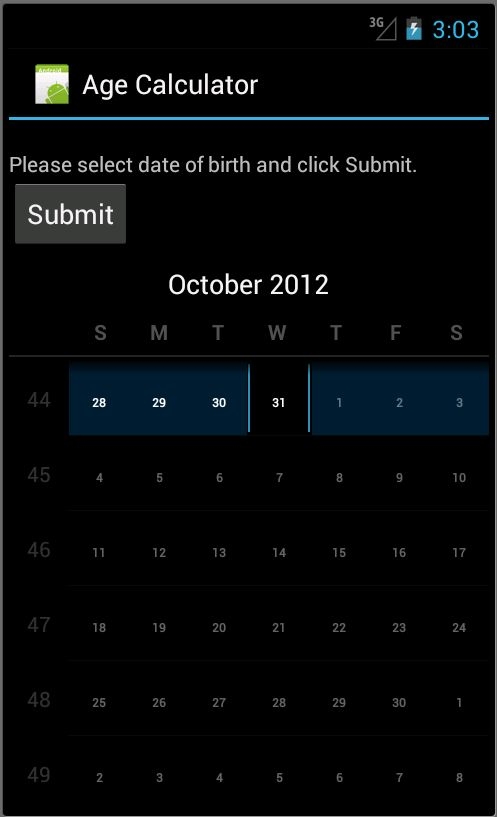 3G 3:03
Android
Age Calculator
Please select date of birth and click Submit.
Submit
October 2012
S M T W T F S
44 28 29 30 31 1 2 3
45 4 5 6 7 8 9 10
46 11 12 13 14 15 16 17
47 18 19 20 21 22 23 24
48 25 26 27 28 29 30 1
49 2 3 4 5 6 7 8